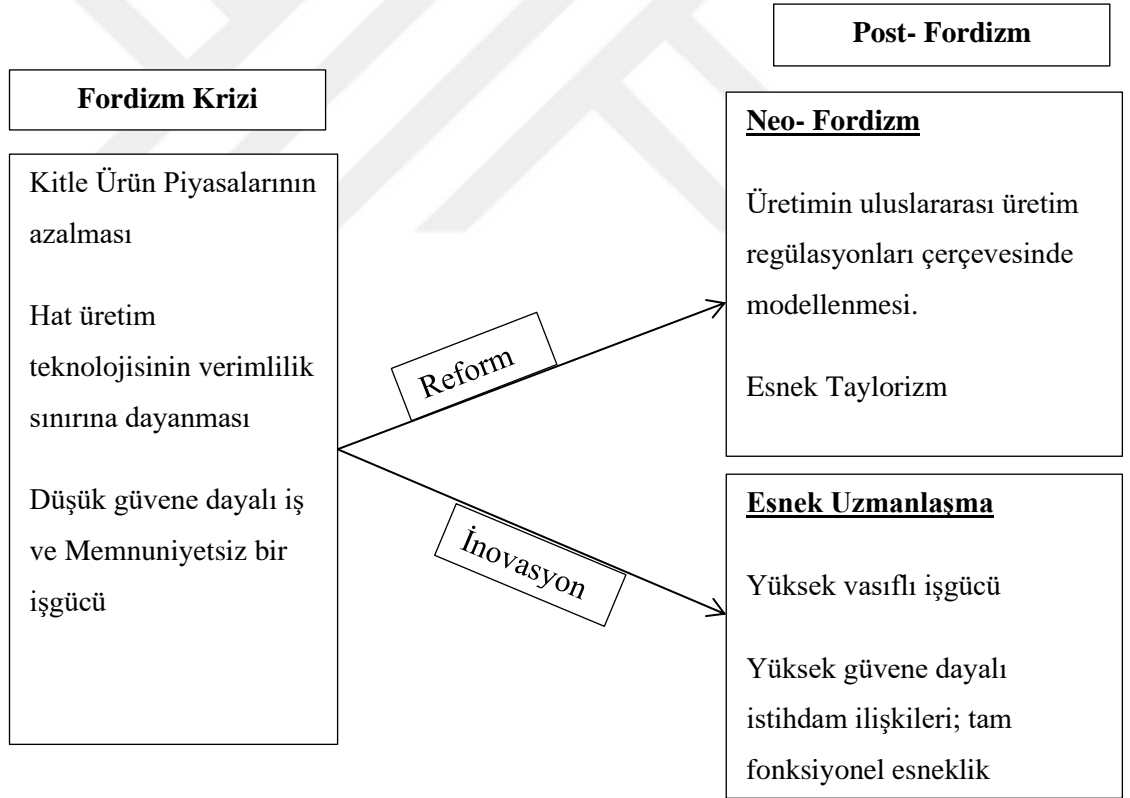 Fordizm Krizi
Kitle Ürün Piyasalarının
azalması
Hat üretim
teknolojisinin verimlilik
sınırına dayanması
Düşük güvene dayalı iş
ve Memnuniyetsiz bir
işgücü
Reform
İnovasyon
Post- Fordizm
Neo- Fordizm
Üretimin uluslararası üretim
regülasyonları çerçevesinde
modellenmesi.
Esnek Taylorizm
Esnek Uzmanlaşma
Yüksek vasıflı işgücü
Yüksek güvene dayalı
istihdam ilişkileri; tam
fonksiyonel esneklik